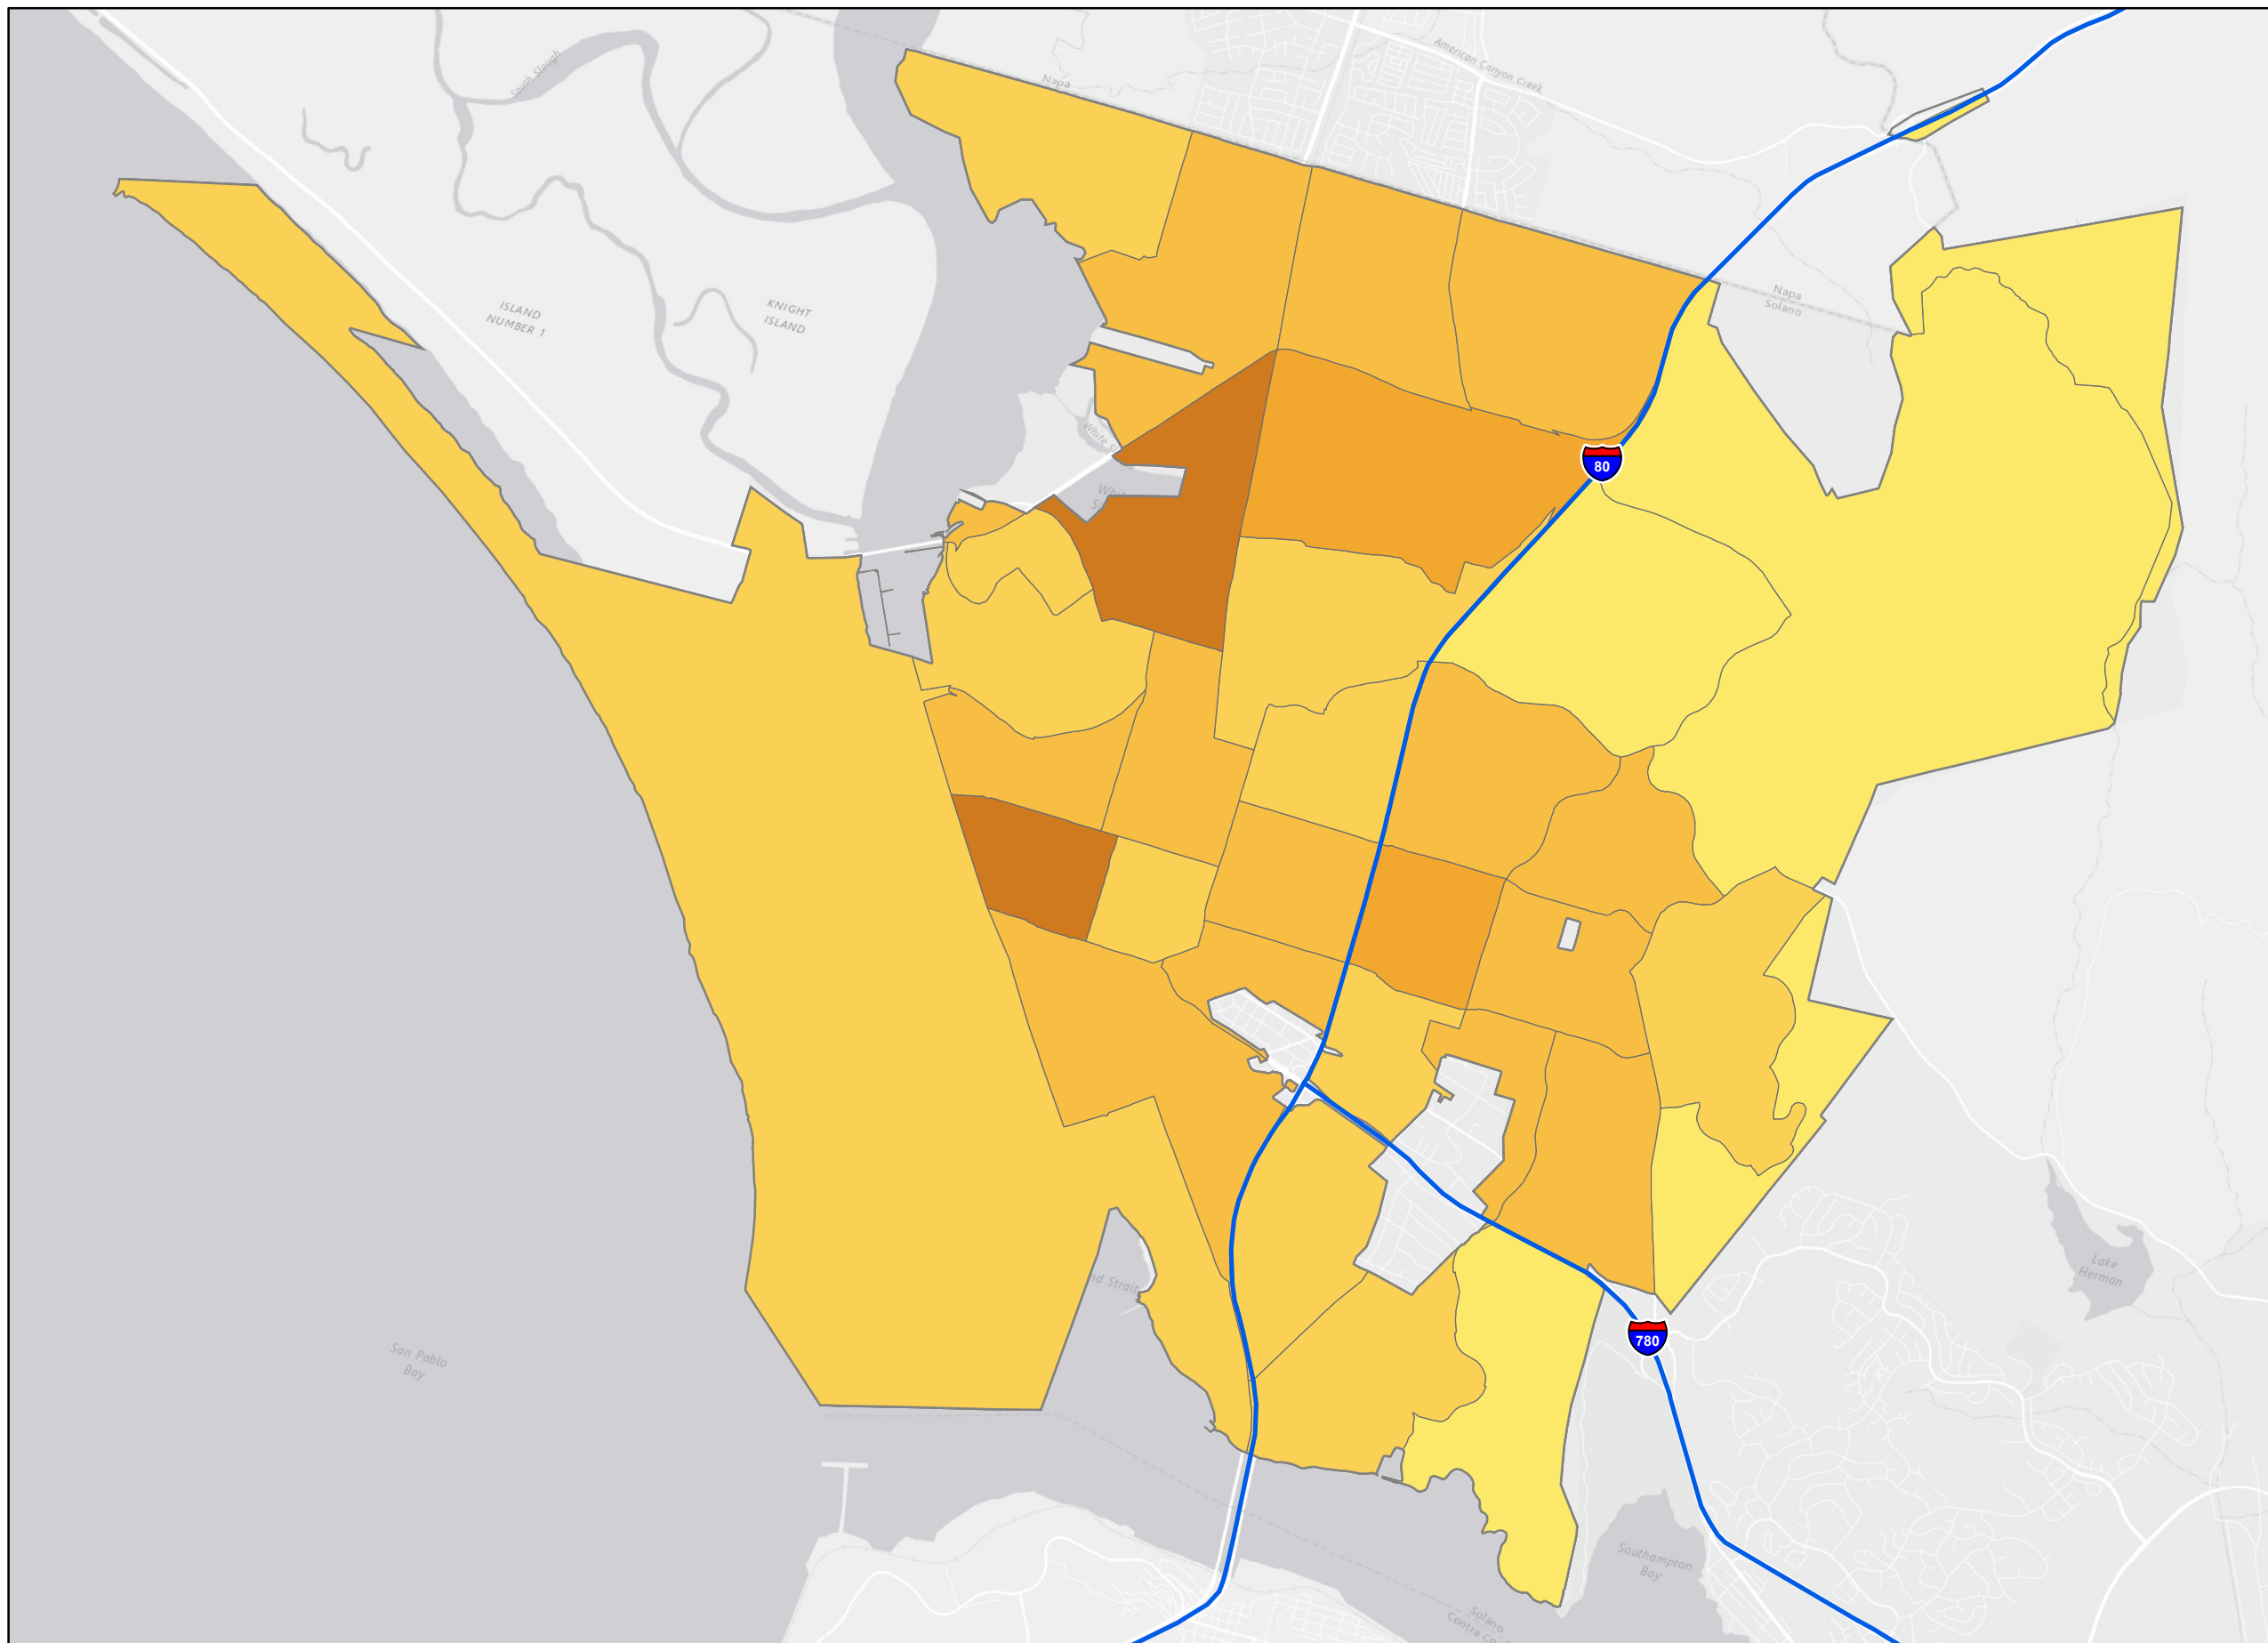 South Slough
Napa
American Canyon Creek
ISLAND
NUMBER 1
KNIGHT
ISLAND
Napa
Solano
80
Lake
Herman
San Pablo
Bay
780
Southampton
Bay
Solano